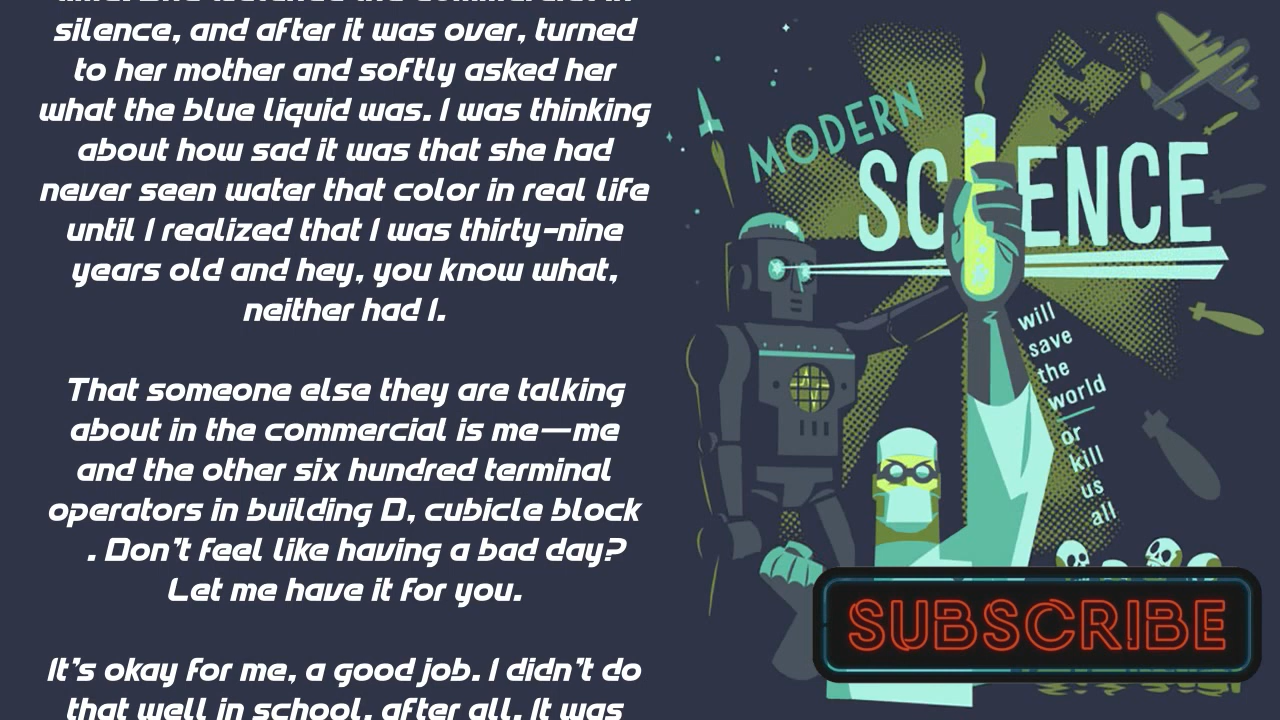 silence, and after it was over, turned
to her mother and softly asked her
what the blue liquid was. I was thinking
about how sad it was that she had
never seen water that color in real life
until I realized that I was thirty-nine
years old and hey, you know what,
neither had I.
That someone else they are talking
about in the commercial is me—me
and the other six hundred terminal
operators in building D, cubicle block
. Don't feel like having a bad day?
Let me have it for you.
It's okay for me, a good job. I didn't do
that well in school, after all. It was
MODERN
SCIENCE
will
save
the
world
or
kill
us
all
SUBSCRIBE